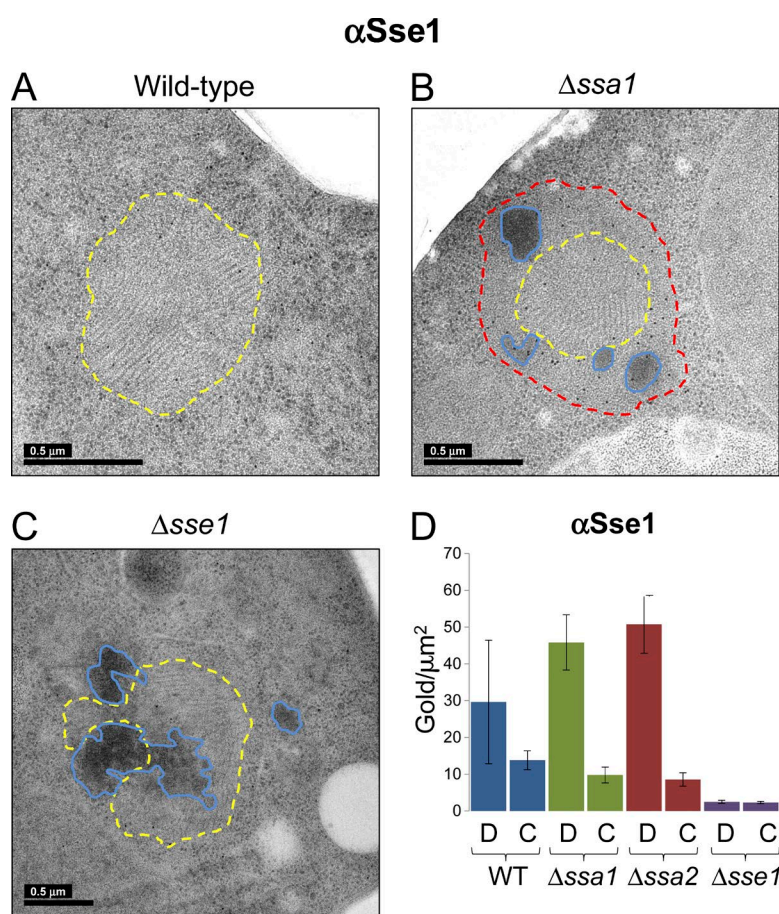 αSse1
A
Wild-type
B
Δssa1
0.5 μm
0.5 μm
C
Δsse1
D
αSse1
0.5 μm
Gold/μm²
70
60
50
40
30
20
10
0
D C D C D C D C
WT Δssa1 Δssa2 Δsse1